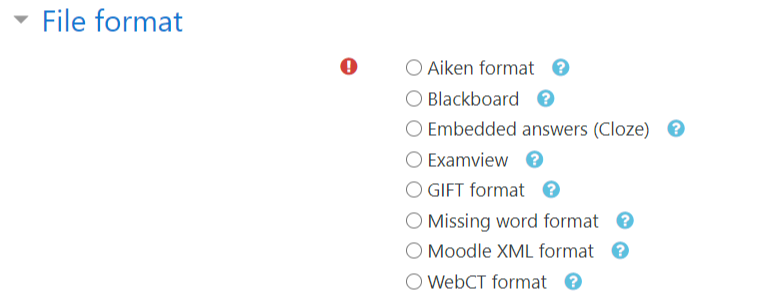 File format
Aiken format
Blackboard
Embedded answers (Cloze)
Examview
GIFT format
Missing word format
Moodle XML format
WebCT format